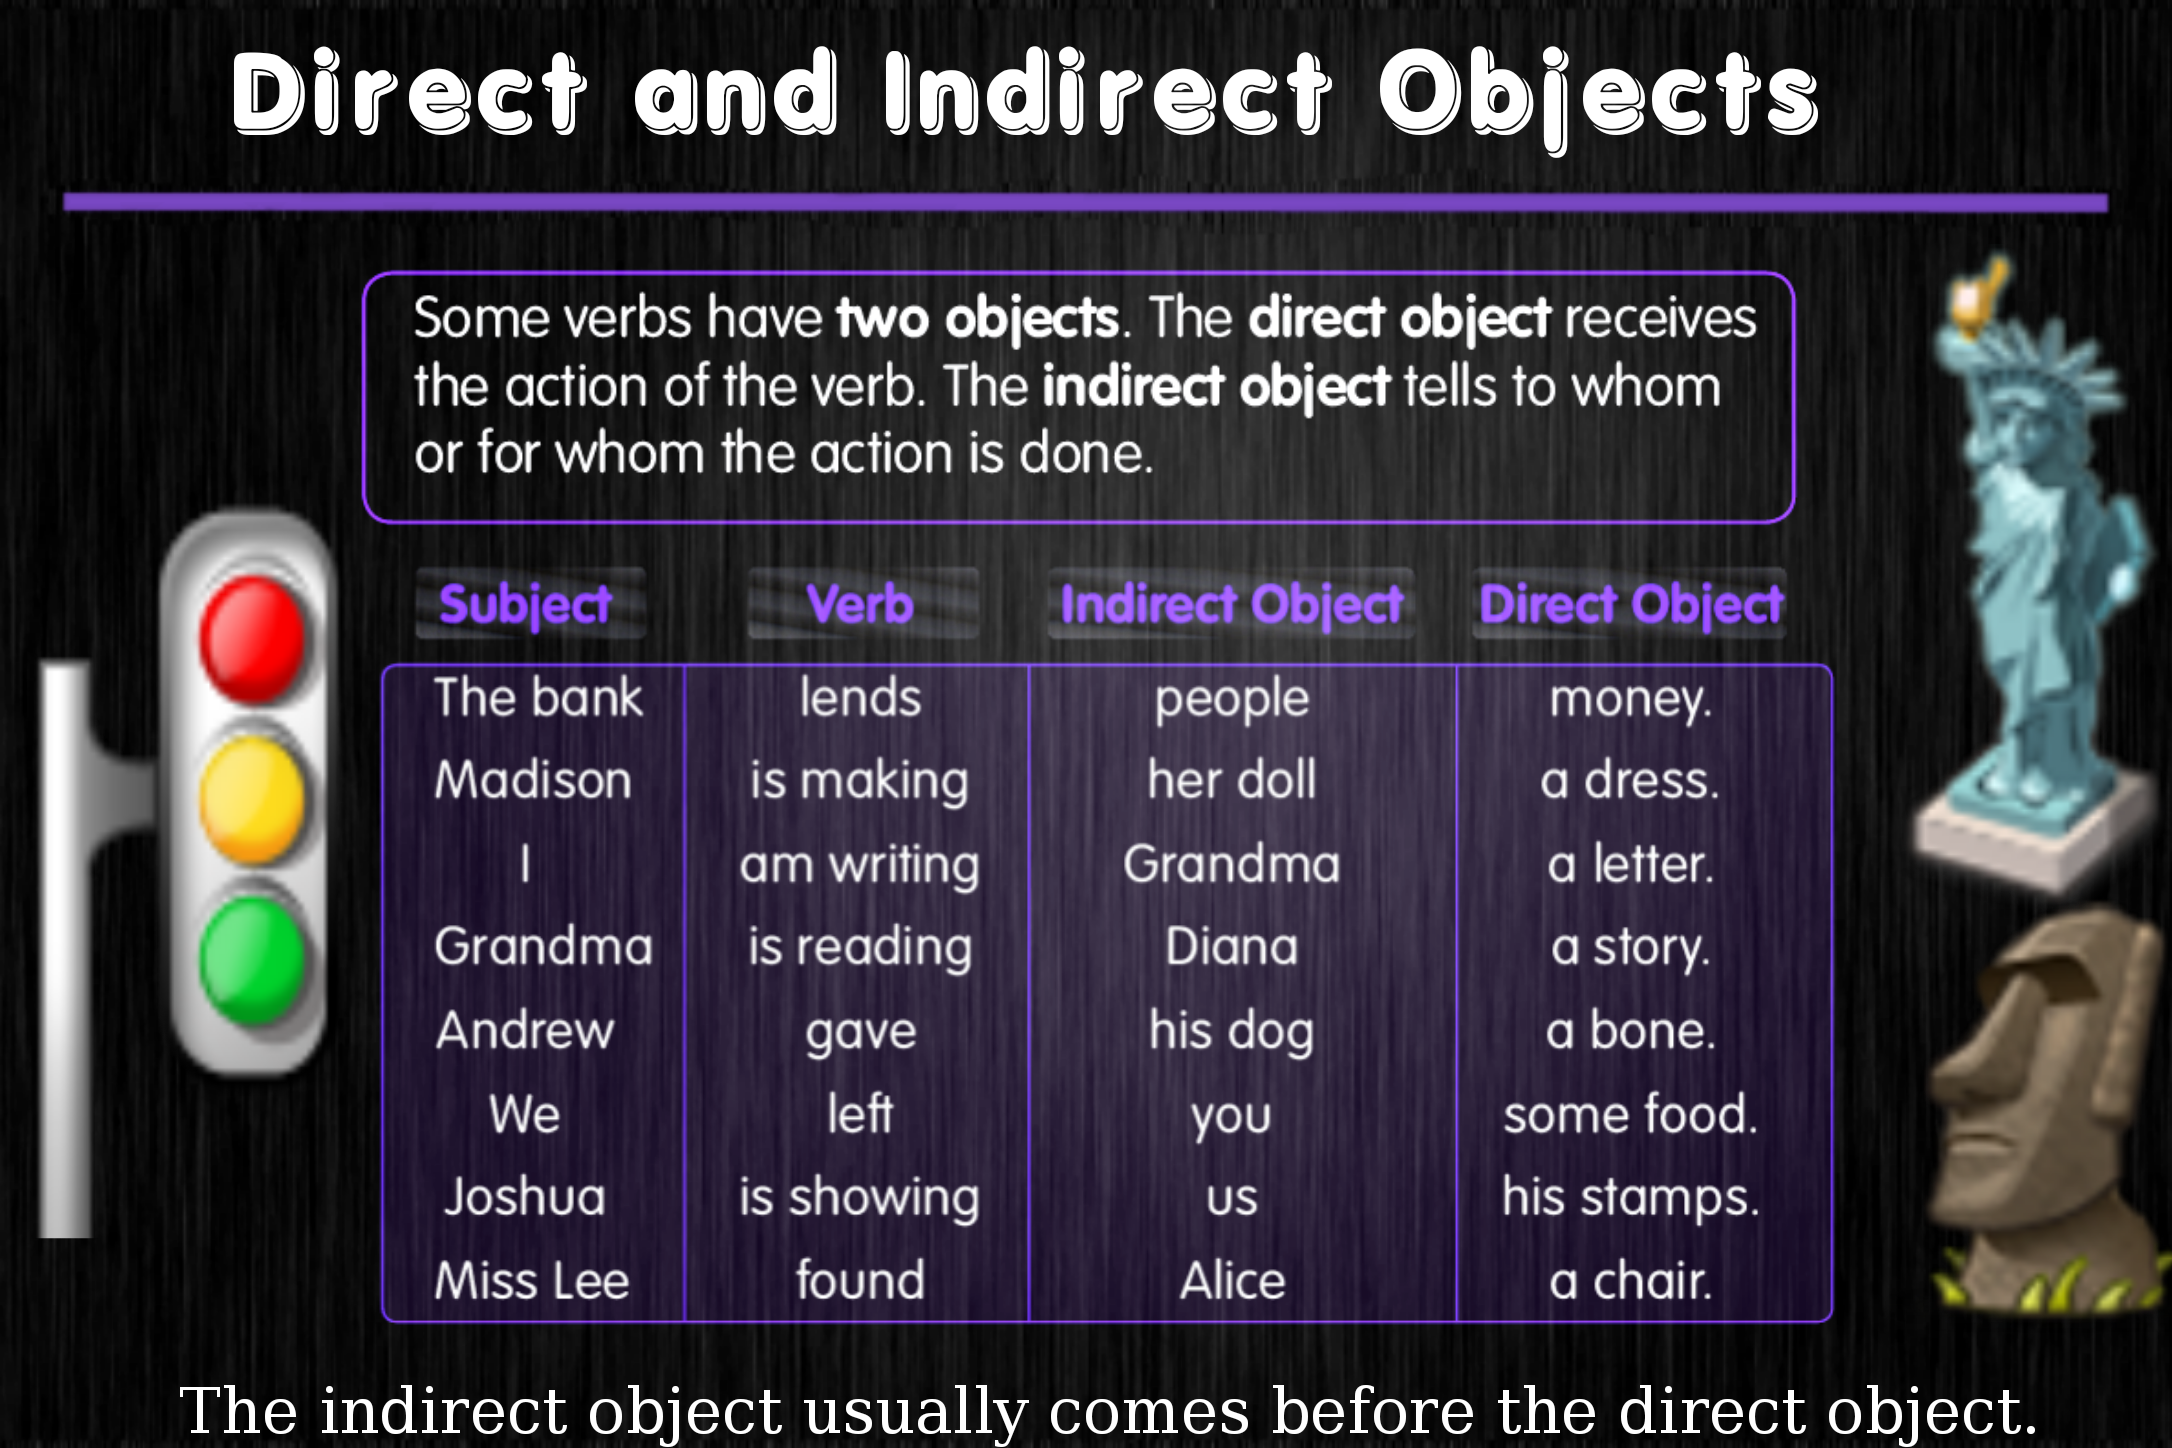 Direct and Indirect Objects
Some verbs have two objects. The direct object receives
the action of the verb. The indirect object tells to whom
or for whom the action is done.
Subject Verb Indirect Object Direct Object
The bank lends people money.
Madison is making her doll a dress.
I am writing Grandma a letter.
Grandma is reading Diana a story.
Andrew gave his dog a bone.
We left you some food.
Joshua is showing us his stamps.
Miss Lee found Alice a chair.
The indirect object usually comes before the direct object.